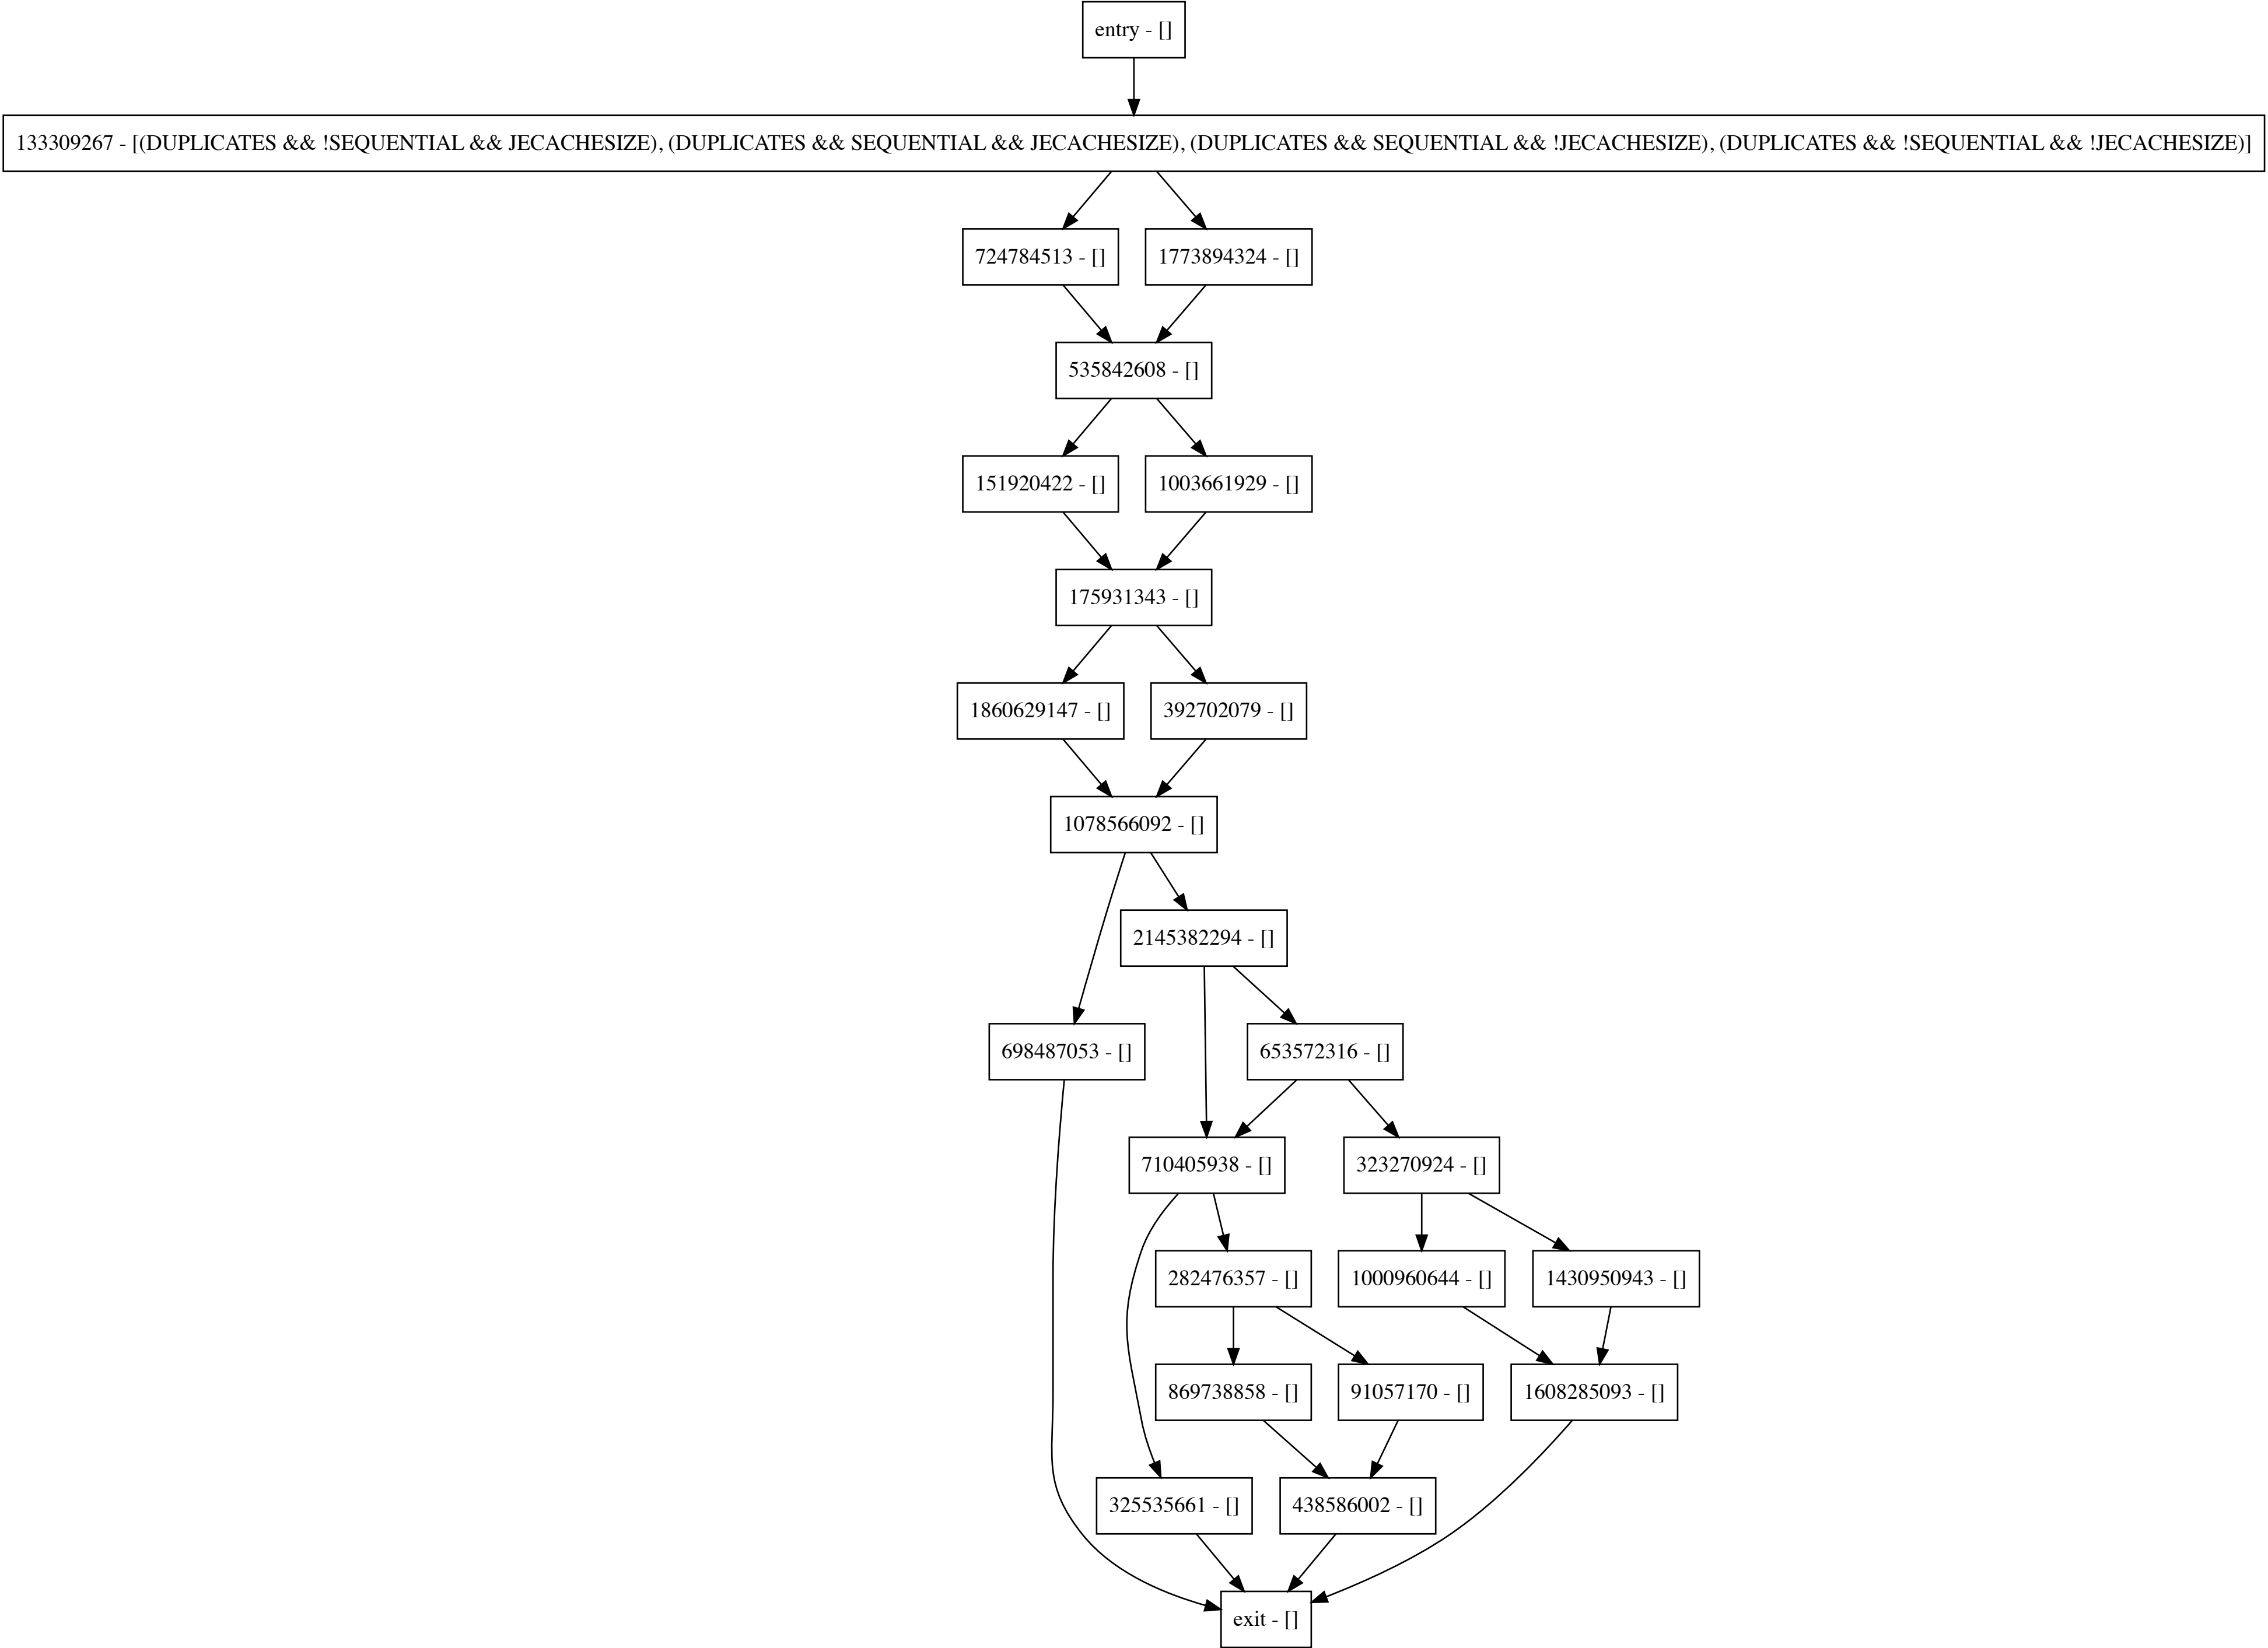 entry - []
133309267 - [(DUPLICATES && !SEQUENTIAL && JECACHESIZE), (DUPLICATES && SEQUENTIAL && JECACHESIZE), (DUPLICATES && SEQUENTIAL && !JECACHESIZE), (DUPLICATES && !SEQUENTIAL && !JECACHESIZE)]
724784513 - []
1773894324 - []
535842608 - []
151920422 - []
1003661929 - []
175931343 - []
1860629147 - []
392702079 - []
1078566092 - []
2145382294 - []
698487053 - []
653572316 - []
710405938 - []
323270924 - []
282476357 - []
1000960644 - []
1430950943 - []
869738858 - []
91057170 - []
1608285093 - []
325535661 - []
438586002 - []
exit - []